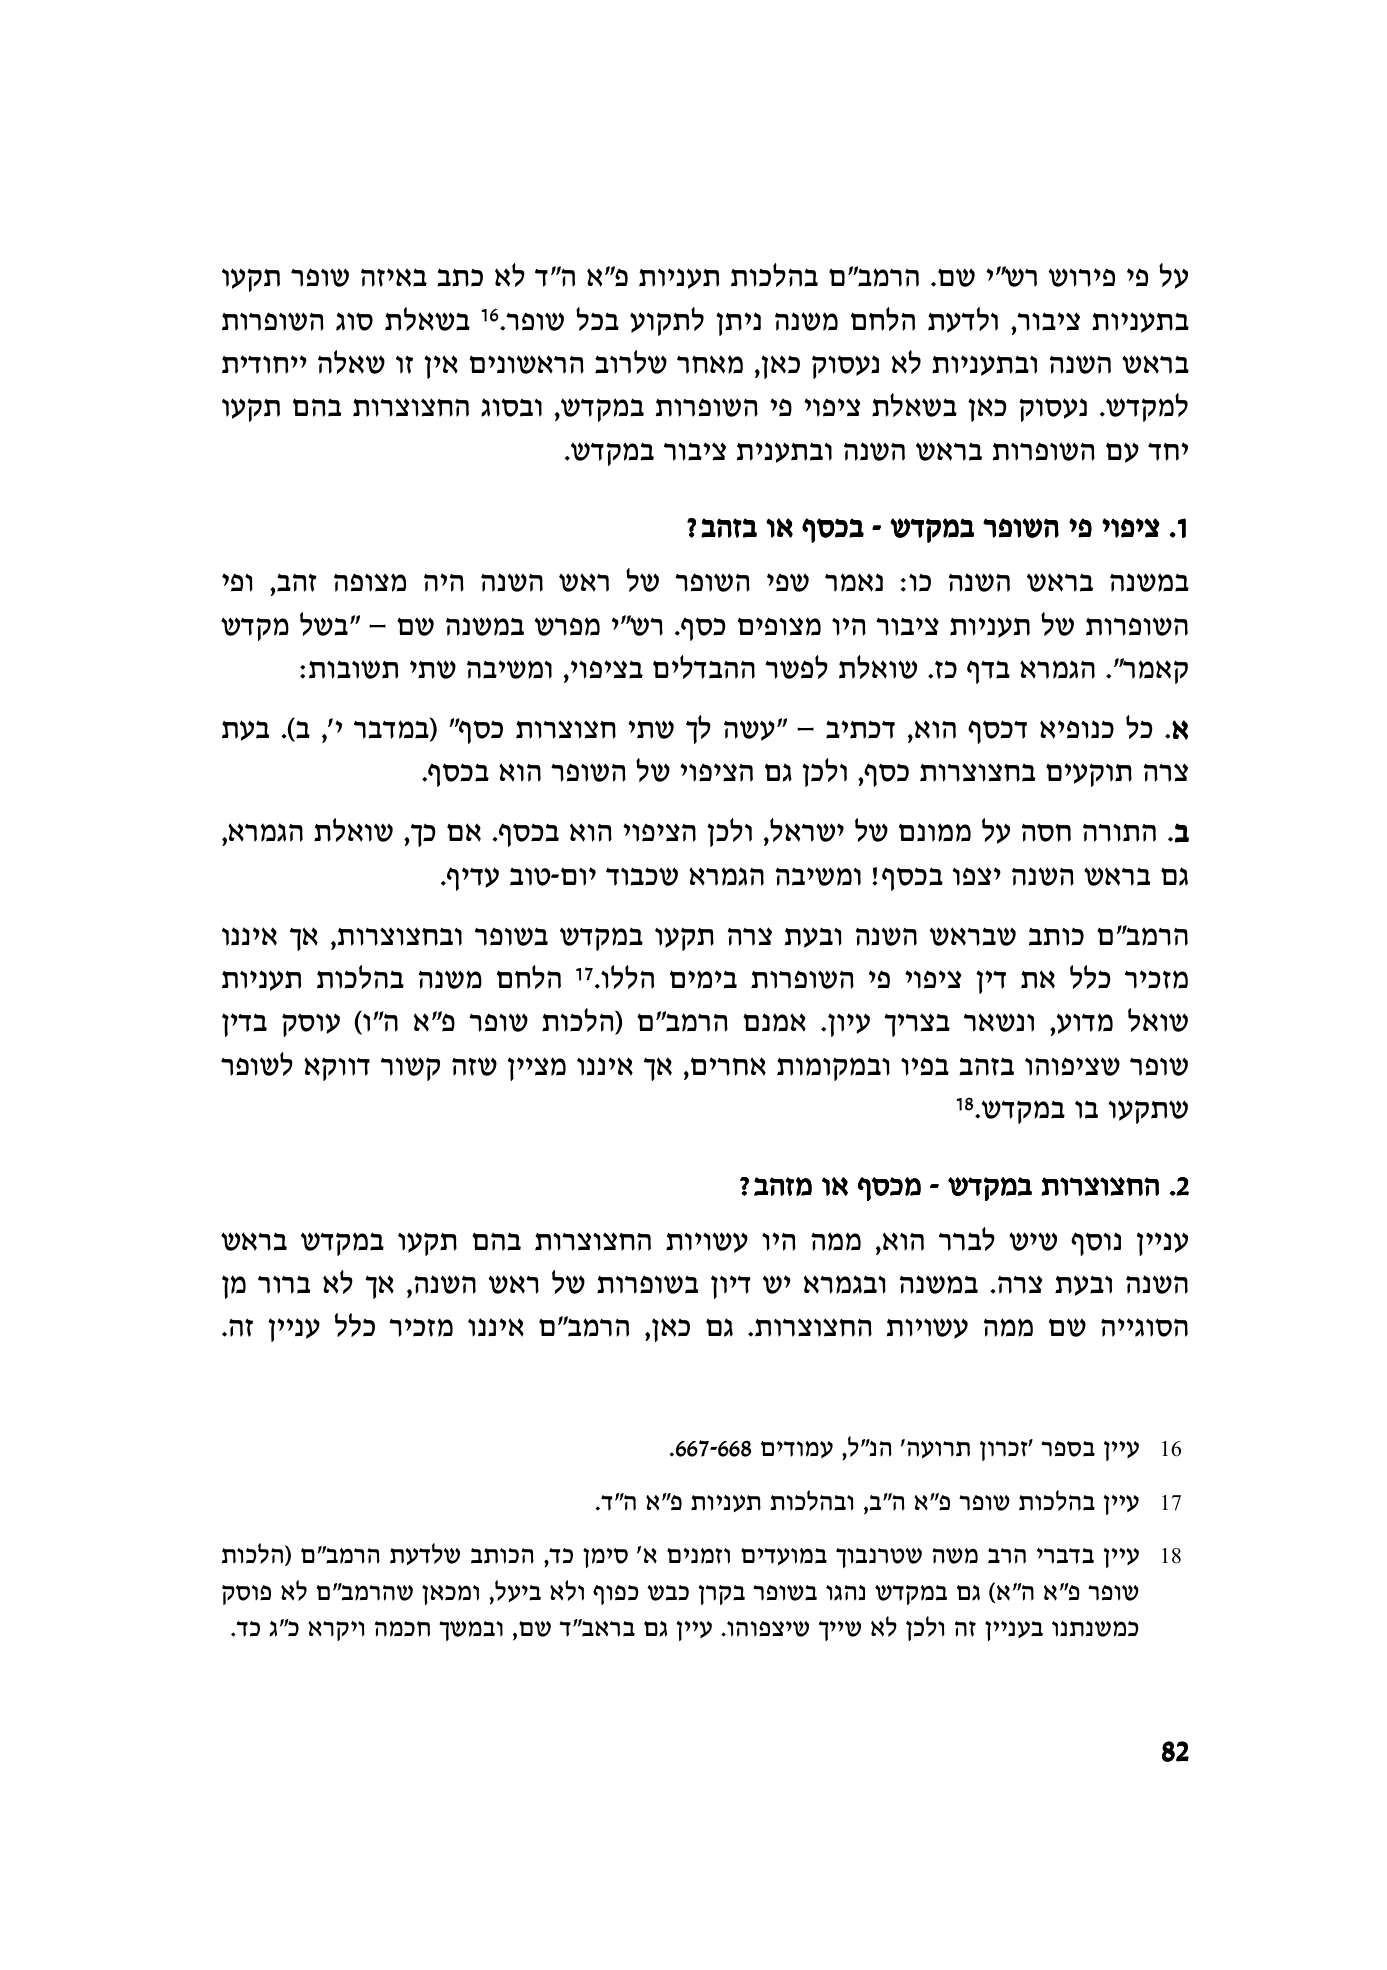 על פי פירוש רש"י שם. הרמב"ם בהלכות תעניות פ"א ה"ד לא כתב באיזה שופר תקעו
בתעניות ציבור, ולדעת הלחם משנה ניתן לתקוע בכל שופר.16 בשאלת סוג השופרות
בראש השנה ובתעניות לא נעסוק כאן, מאחר שלרוב הראשונים אין זו שאלה ייחודית
למקדש. נעסוק כאן בשאלת ציפוי פי השופרות במקדש, ובסוג החצוצרות בהם תקעו
יחד עם השופרות בראש השנה ובתענית ציבור במקדש.
1. ציפוי פי השופר במקדש - בכסף או בזהב?
במשנה בראש השנה כו: נאמר שפי השופר של ראש השנה היה מצופה זהב, ופי
השופרות של תעניות ציבור היו מצופים כסף. רש"י מפרש במשנה שם – "בשל מקדש
קאמר". הגמרא בדף כז. שואלת לפשר ההבדלים בציפוי, ומשיבה שתי תשובות:
א. כל כנופיא דכסף הוא, דכתיב – "עשה לך שתי חצוצרות כסף" (במדבר י', ב). בעת
צרה תוקעים בחצוצרות כסף, ולכן גם הציפוי של השופר הוא בכסף.
ב. התורה חסה על ממונם של ישראל, ולכן הציפוי הוא בכסף. אם כך, שואלת הגמרא,
גם בראש השנה יצפו בכסף! ומשיבה הגמרא שכבוד יום-טוב עדיף.
הרמב"ם כותב שבראש השנה ובעת צרה תקעו במקדש בשופר ובחצוצרות, אך איננו
מזכיר כלל את דין ציפוי פי השופרות בימים הללו.17 הלחם משנה בהלכות תעניות
שואל מדוע, ונשאר בצריך עיון. אמנם הרמב"ם (הלכות שופר פ"א ה"ו) עוסק בדין
שופר שציפוהו בזהב בפיו ובמקומות אחרים, אך איננו מציין שזה קשור דווקא לשופר
שתקעו בו במקדש.18
2. החצוצרות במקדש - מכסף או מזהב?
עניין נוסף שיש לברר הוא, ממה היו עשויות החצוצרות בהם תקעו במקדש בראש
השנה ובעת צרה. במשנה ובגמרא יש דיון בשופרות של ראש השנה, אך לא ברור מן
הסוגייה שם ממה עשויות החצוצרות. גם כאן, הרמב"ם איננו מזכיר כלל עניין זה.
16 עיין בספר 'זכרון תרועה' הנ"ל, עמודים 667-668.
17 עיין בהלכות שופר פ"א ה"ב, ובהלכות תעניות פ"א ה"ד.
18 עיין בדברי הרב משה שטרנבוך במועדים וזמנים א' סימן כד, הכותב שלדעת הרמב"ם (הלכות
שופר פ"א ה"א) גם במקדש נהגו בשופר בקרן כבש כפוף ולא ביעל, ומכאן שהרמב"ם לא פוסק
כמשנתנו בעניין זה ולכן לא שייך שיצפוהו. עיין גם בראב"ד שם, ובמשך חכמה ויקרא כ"ג כד.
82